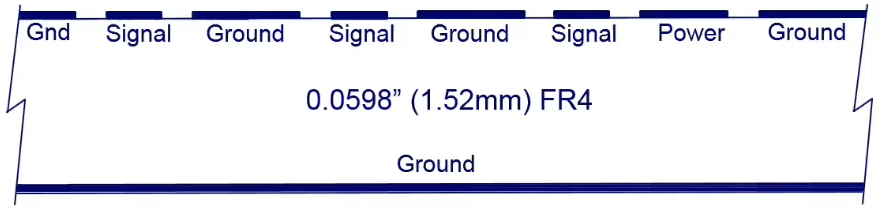 Gnd Signal Ground Signal Ground Signal Power Ground
0.0598” (1.52mm) FR4
Ground